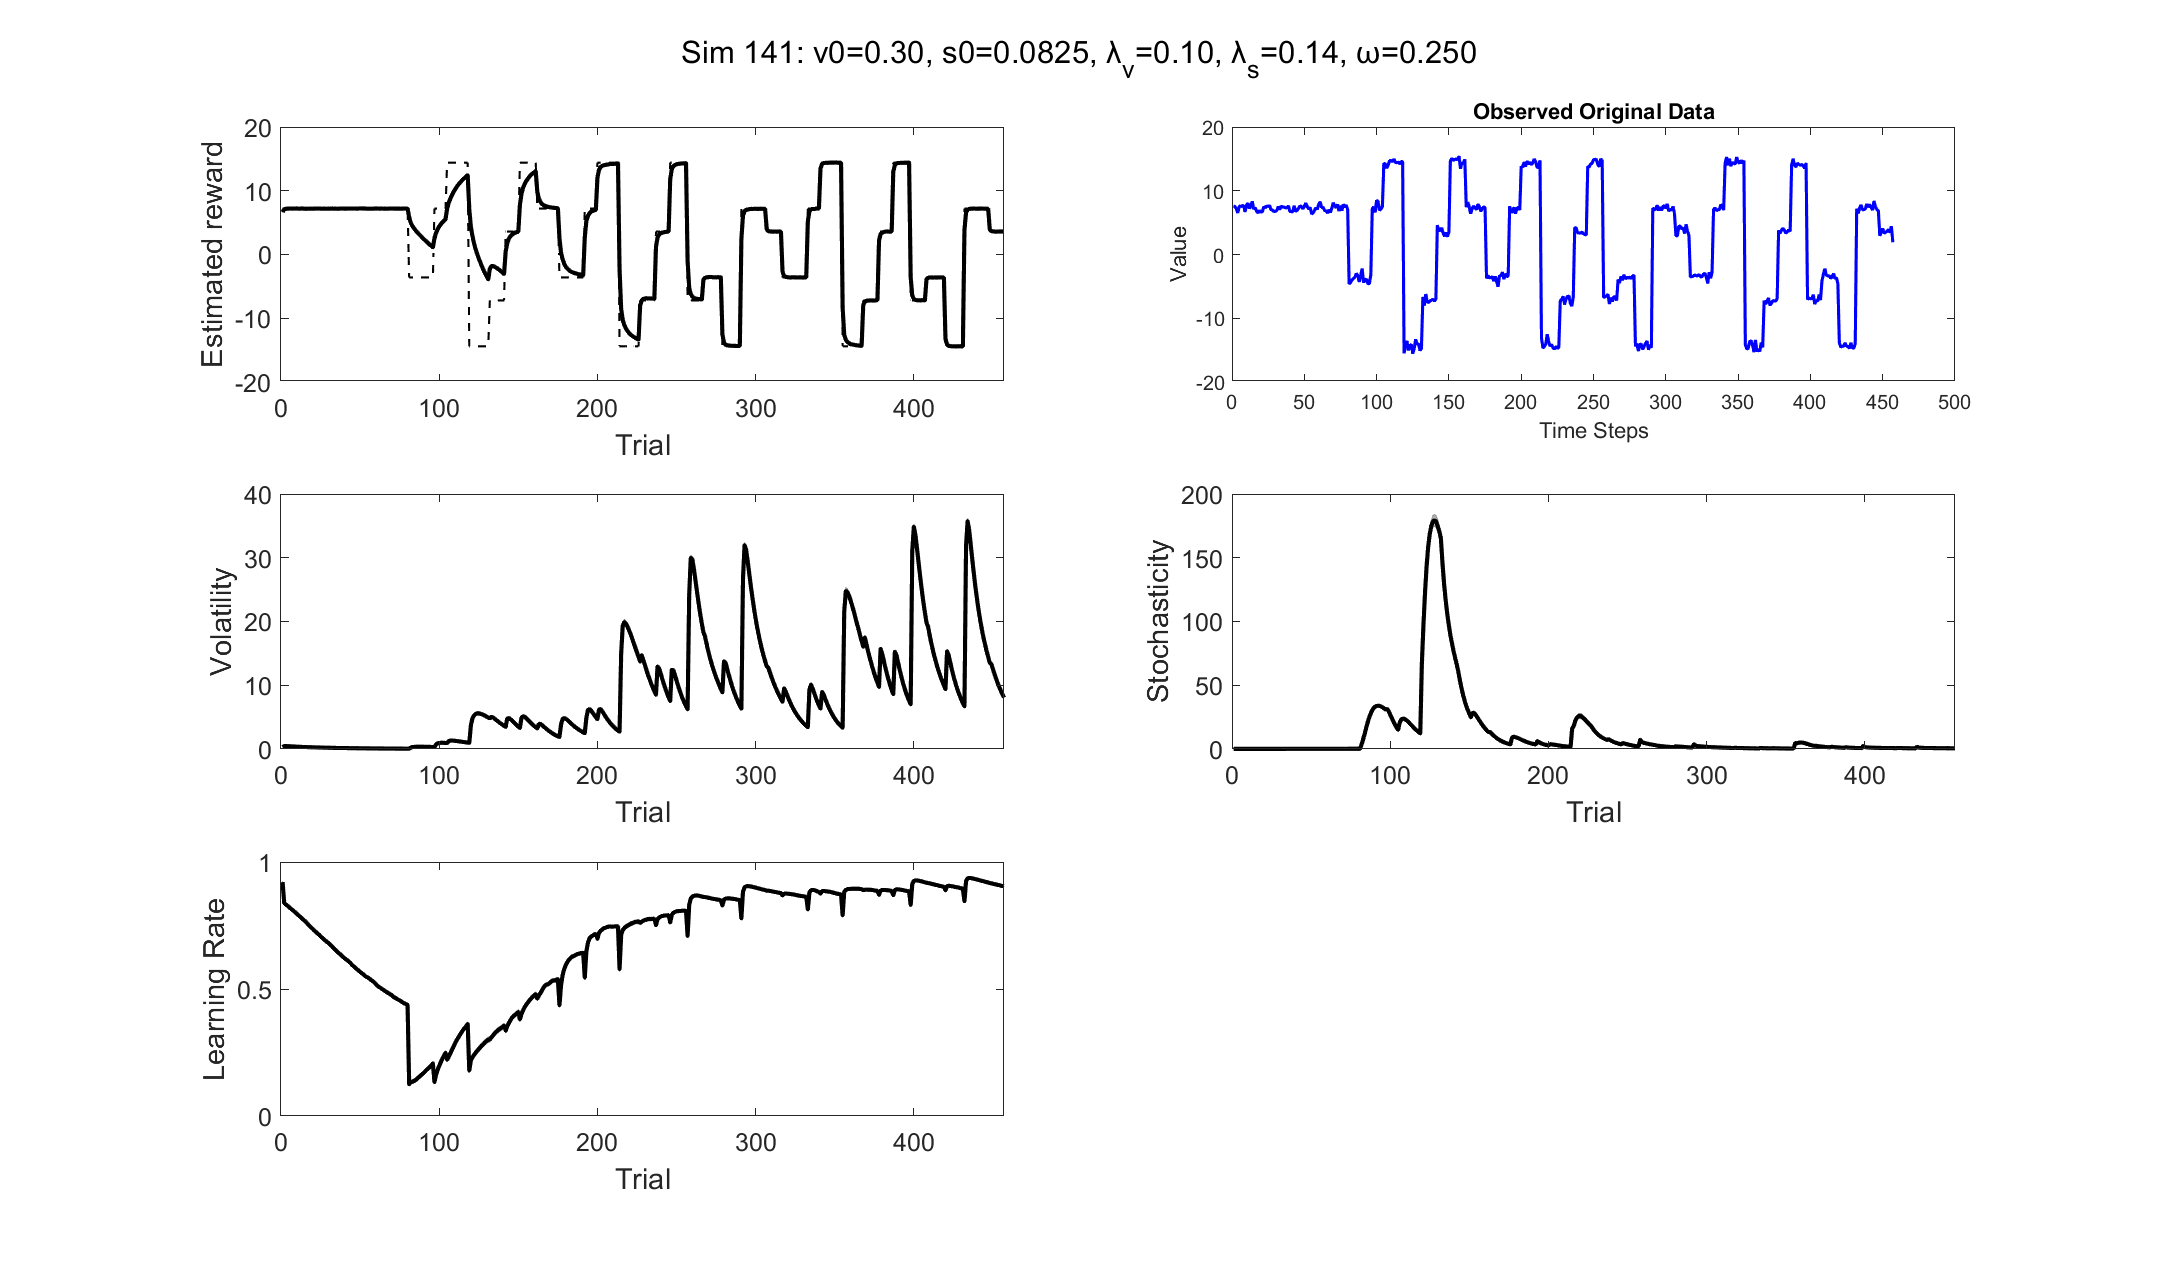 Sim 141: v0=0.30, s0=0.0825, λv=0.10, λs=0.14, ω=0.250
Estimated reward
20
10
0
-10
-20
0 100 200 300 400
Trial
Observed Original Data
Value
20
10
0
-10
-20
0 50 100 150 200 250 300 350 400 450 500
Time Steps
Volatility
40
30
20
10
0
0 100 200 300 400
Trial
Stochasticity
200
150
100
50
0
0 100 200 300 400
Trial
Learning Rate
1
0.5
0
0 100 200 300 400
Trial